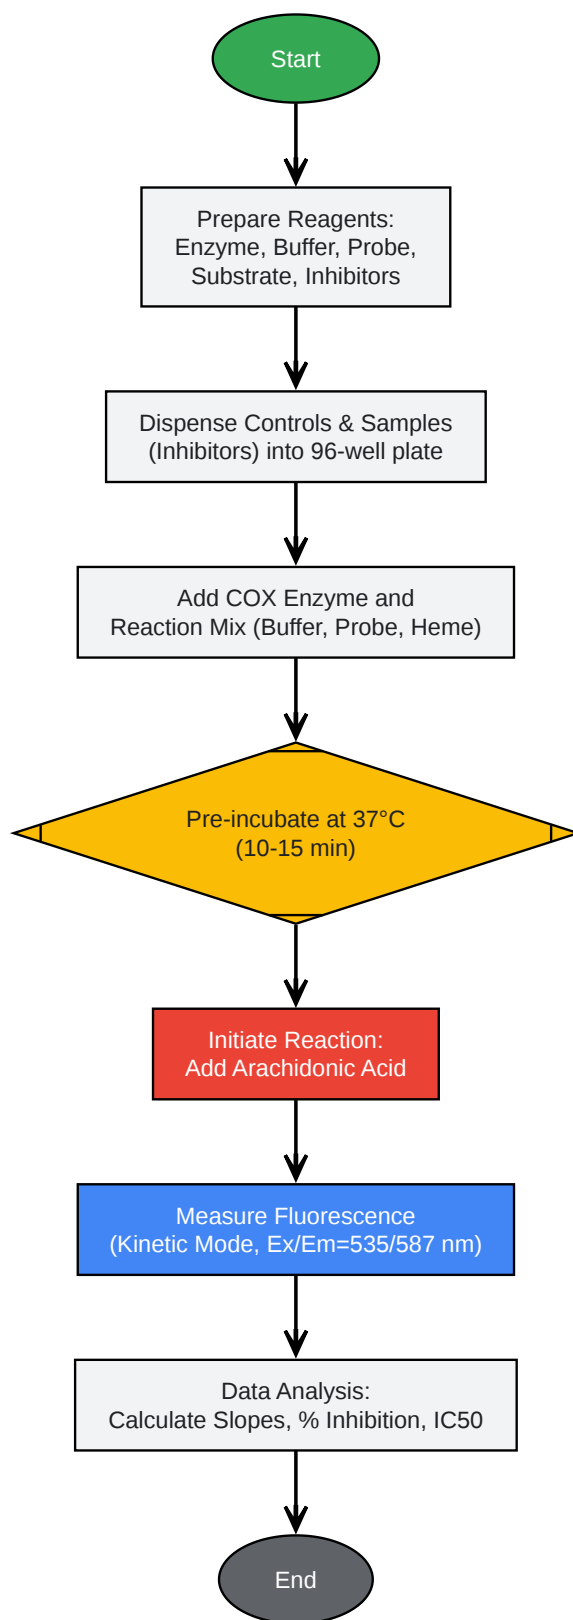 Start
Prepare Reagents:
Enzyme, Buffer, Probe,
Substrate, Inhibitors
Dispense Controls & Samples
(Inhibitors) into 96-well plate
Add COX Enzyme and
Reaction Mix (Buffer, Probe, Heme)
Pre-incubate at 37°C
(10-15 min)
Initiate Reaction:
Add Arachidonic Acid
Measure Fluorescence
(Kinetic Mode, Ex/Em=535/587 nm)
Data Analysis:
Calculate Slopes, % Inhibition, IC50
End